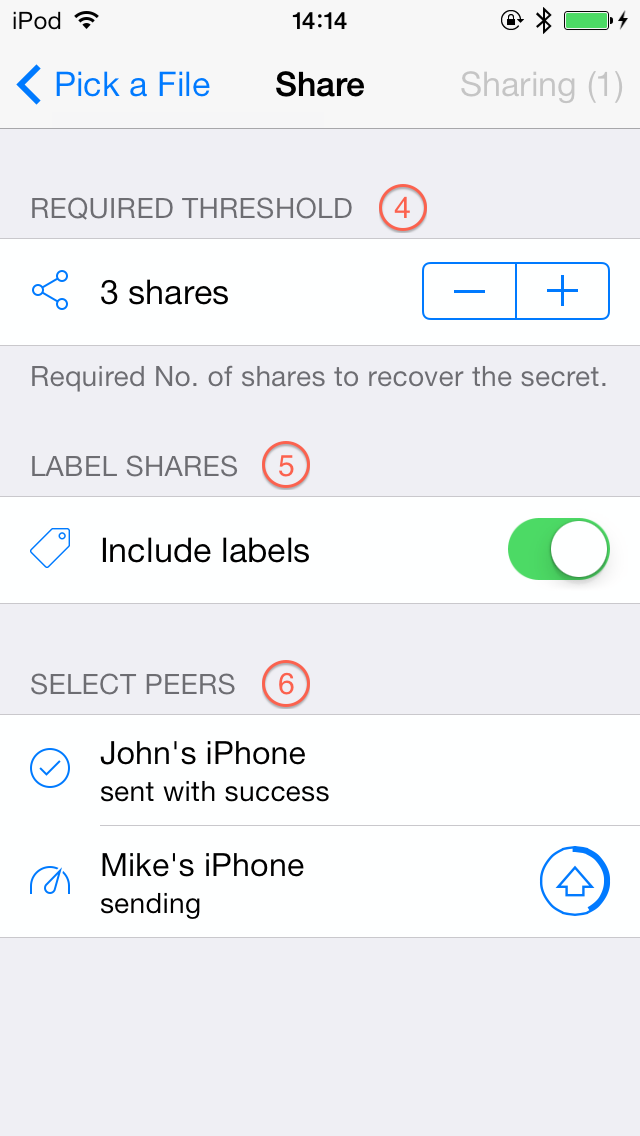 iPod 14:14
Pick a File Share Sharing (1)
REQUIRED THRESHOLD 4
3 shares
Required No. of shares to recover the secret.
LABEL SHARES 5
Include labels
SELECT PEERS 6
John's iPhone
sent with success
Mike's iPhone
sending